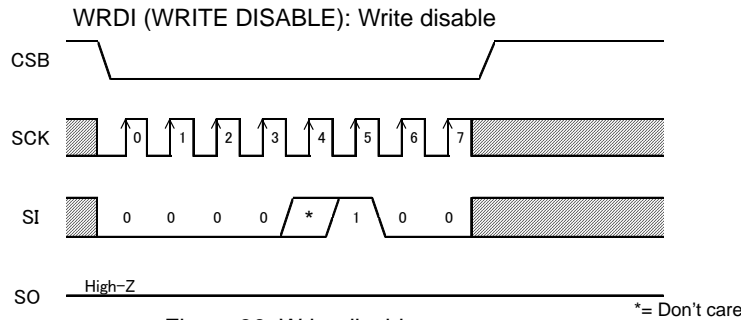 WRDI (WRITE DISABLE): Write disable
CSB
SCK 0 1 2 3 4 5 6 7
SI 0 0 0 0 * 1 0 0
High-Z
SO
*= Don't care